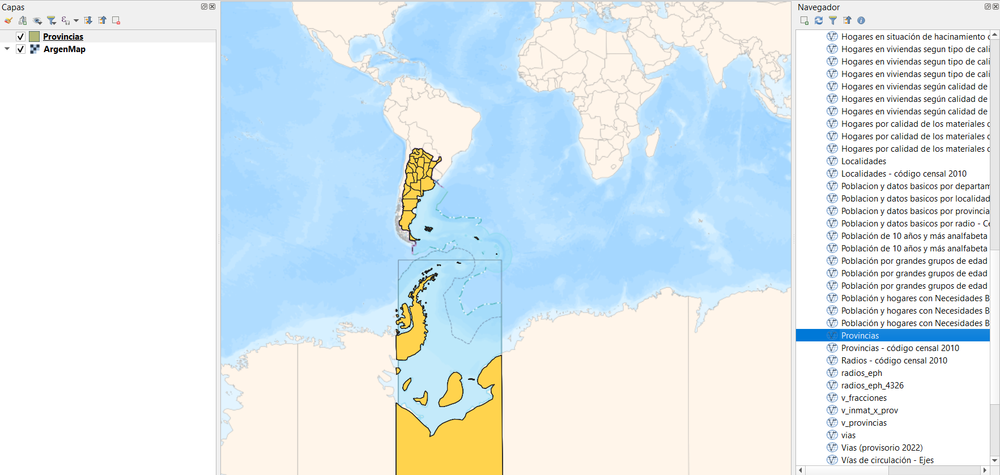 Capas
Provincias
ArgenMap
Navegador
Hogares en situación de hacinamiento
Hogares en viviendas segun tipo de cali
Hogares en viviendas segun tipo de cali
Hogares en viviendas segun tipo de cali
Hogares en viviendas según calidad de
Hogares en viviendas según calidad de
Hogares en viviendas según calidad de
Hogares por calidad de los materiales
Hogares por calidad de los materiales
Hogares por calidad de los materiales
Localidades
Localidades - código censal 2010
Poblacion y datos basicos por departam
Poblacion y datos basicos por localidad
Poblacion y datos basicos por provincia
Poblacion y datos basicos por radio - Ce
Población de 10 años y más analfabeta
Población de 10 años y más analfabeta
Población por grandes grupos de edad
Población por grandes grupos de edad
Población por grandes grupos de edad
Población y hogares con Necesidades B
Población y hogares con Necesidades B
Población y hogares con Necesidades B
Provincias
Provincias - código censal 2010
Radios - código censal 2010
radios_eph
radios_eph_4326
v_fracciones
v_inmat_x_prov
v_provincias
vias
Vias (provisorio 2022)
Vías de circulación - Ejes